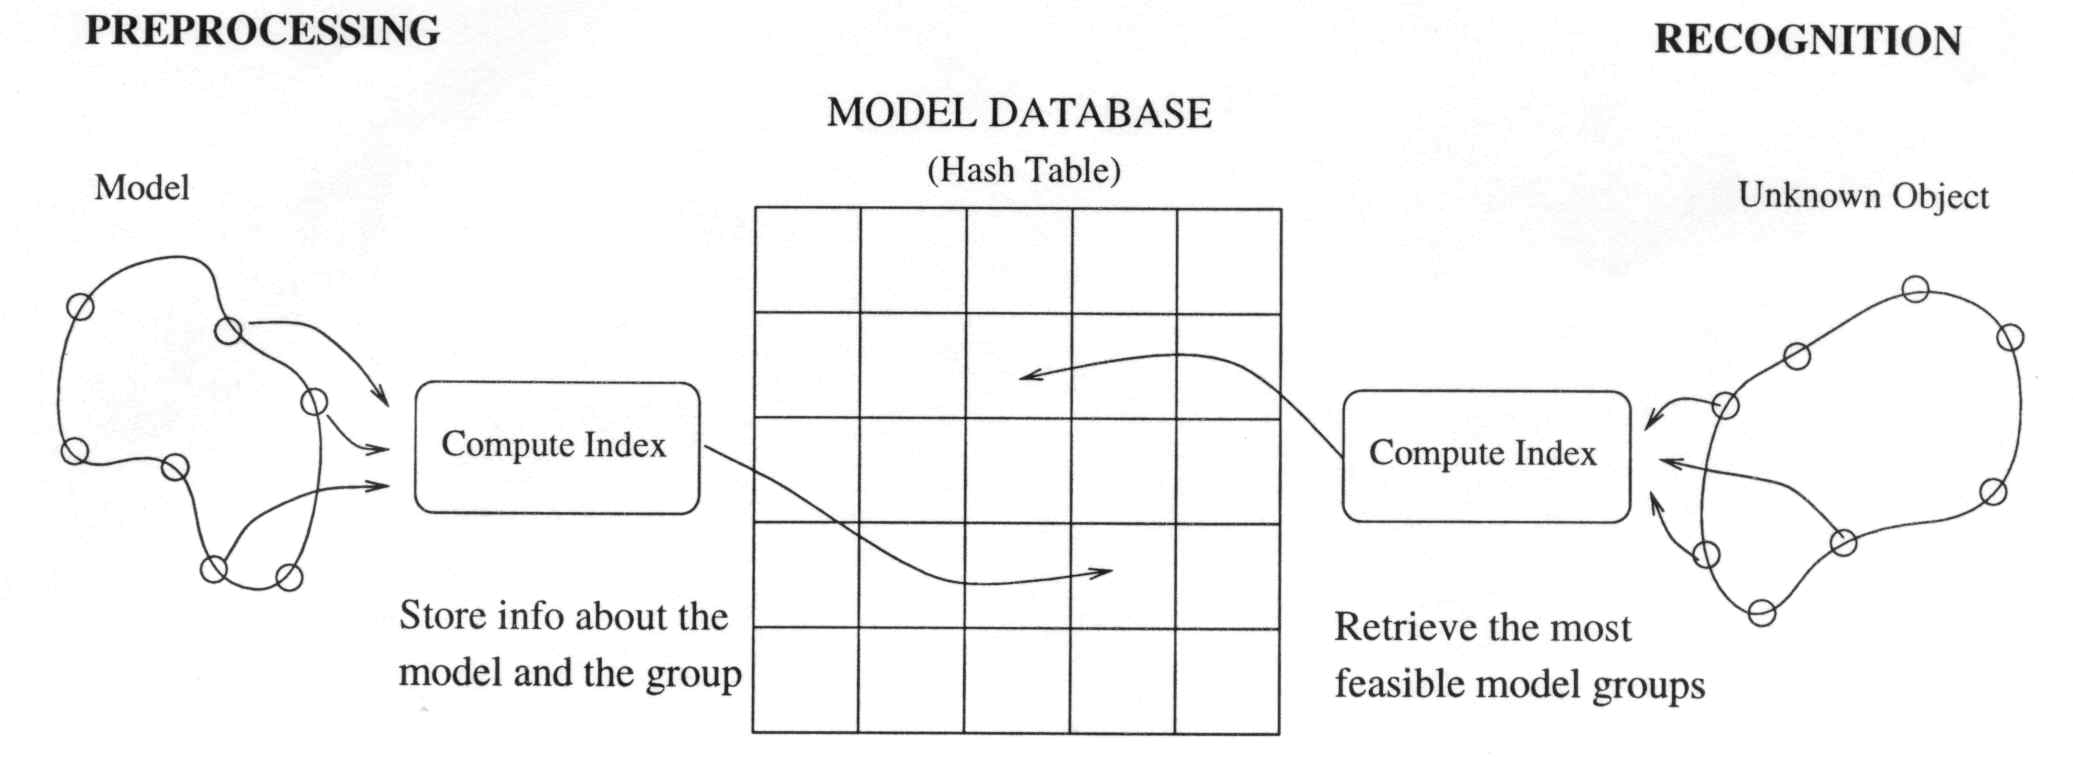 PREPROCESSING
RECOGNITION
MODEL DATABASE
(Hash Table)
Model
Unknown Object
Compute Index
Compute Index
Store info about the
model and the group
Retrieve the most
feasible model groups